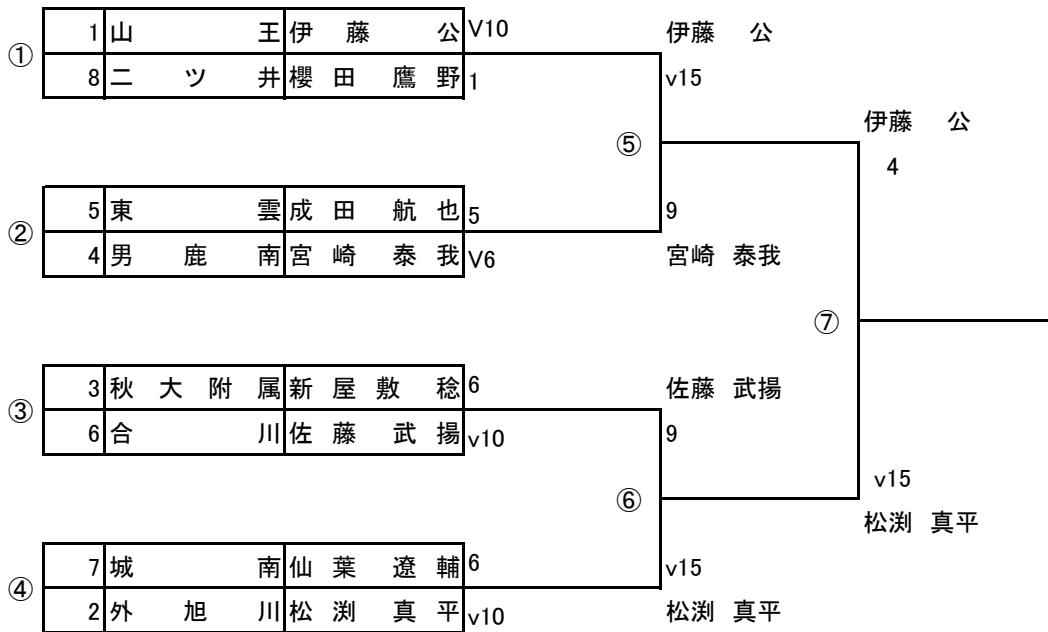 1 山 王 伊 藤 公 V10 伊藤 公
①
8 二 ツ 井 櫻 田 鷹 野 1 v15
伊藤 公
⑤
4
5 東 雲 成 田 航 也 5 9
②
4 男 鹿 南 宮 崎 泰 我 V6 宮崎 泰我
⑦
3 秋 大 附 属 新 屋 敷 稔 6 佐藤 武揚
③
6 合 川 佐 藤 武 揚 v10 9
v15
⑥
松渕 真平
7 城 南 仙 葉 遼 輔 6 v15
④
2 外 旭 川 松 渕 真 平 v10 松渕 真平